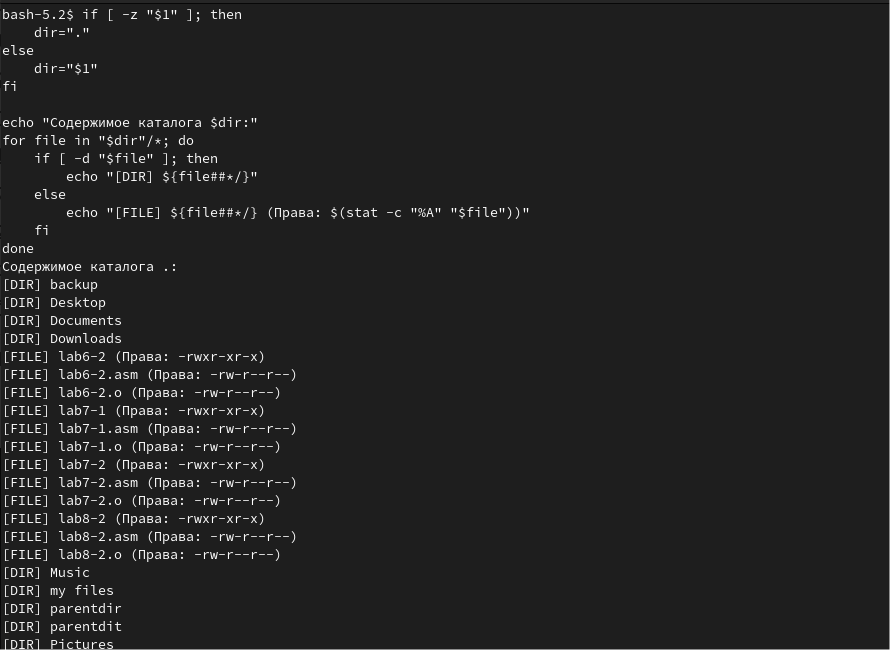 bash-5.2$ if [ -z "$1" ]; then
    dir="."
else
    dir="$1"
fi

echo "Содержимое каталога $dir:"
for file in "$dir"/*; do
    if [ -d "$file" ]; then
        echo "[DIR] ${file##*/}"
    else
        echo "[FILE] ${file##*/} (Права: $(stat -c "%A" "$file"))"
    fi
done
Содержимое каталога .:
[DIR] backup
[DIR] Desktop
[DIR] Documents
[DIR] Downloads
[FILE] lab6-2 (Права: -rwxr-xr-x)
[FILE] lab6-2.asm (Права: -rw-r--r--)
[FILE] lab6-2.o (Права: -rw-r--r--)
[FILE] lab7-1 (Права: -rwxr-xr-x)
[FILE] lab7-1.asm (Права: -rw-r--r--)
[FILE] lab7-1.o (Права: -rw-r--r--)
[FILE] lab7-2 (Права: -rwxr-xr-x)
[FILE] lab7-2.asm (Права: -rw-r--r--)
[FILE] lab7-2.o (Права: -rw-r--r--)
[FILE] lab8-2 (Права: -rwxr-xr-x)
[FILE] lab8-2.asm (Права: -rw-r--r--)
[FILE] lab8-2.o (Права: -rw-r--r--)
[DIR] Music
[DIR] my files
[DIR] parentdir
[DIR] parentdit
[DIR] Pictures